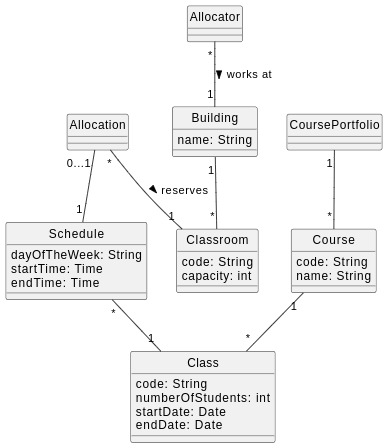 Allocator
*
works at
1
Building
name: String
Allocation
CoursePortfolio
0...1
*
1
1
reserves
1
1
*
*
Schedule
dayOfTheWeek: String
startTime: Time
endTime: Time
Classroom
code: String
capacity: int
Course
code: String
name: String
*
1
1
*
Class
code: String
numberOfStudents: int
startDate: Date
endDate: Date